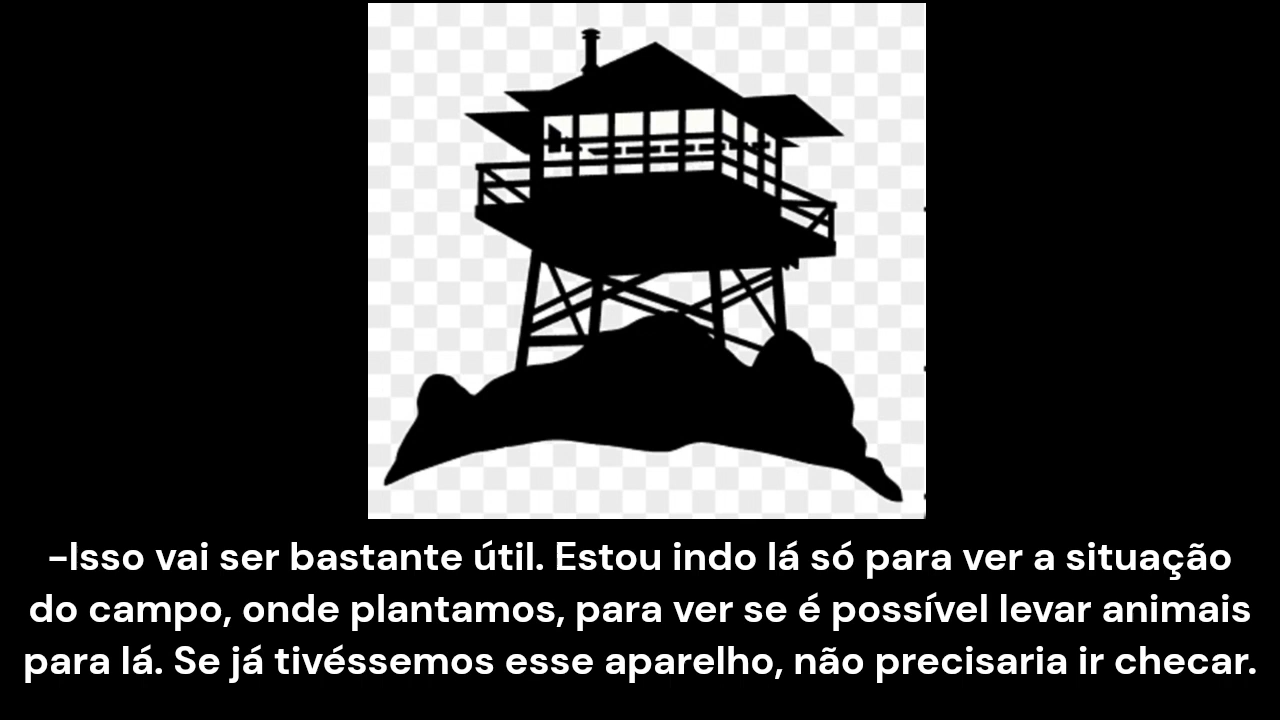 -Isso vai ser bastante útil. Estou indo lá só para ver a situação
do campo, onde plantamos, para ver se é possível levar animais
para lá. Se já tivéssemos esse aparelho, não precisaria ir checar.